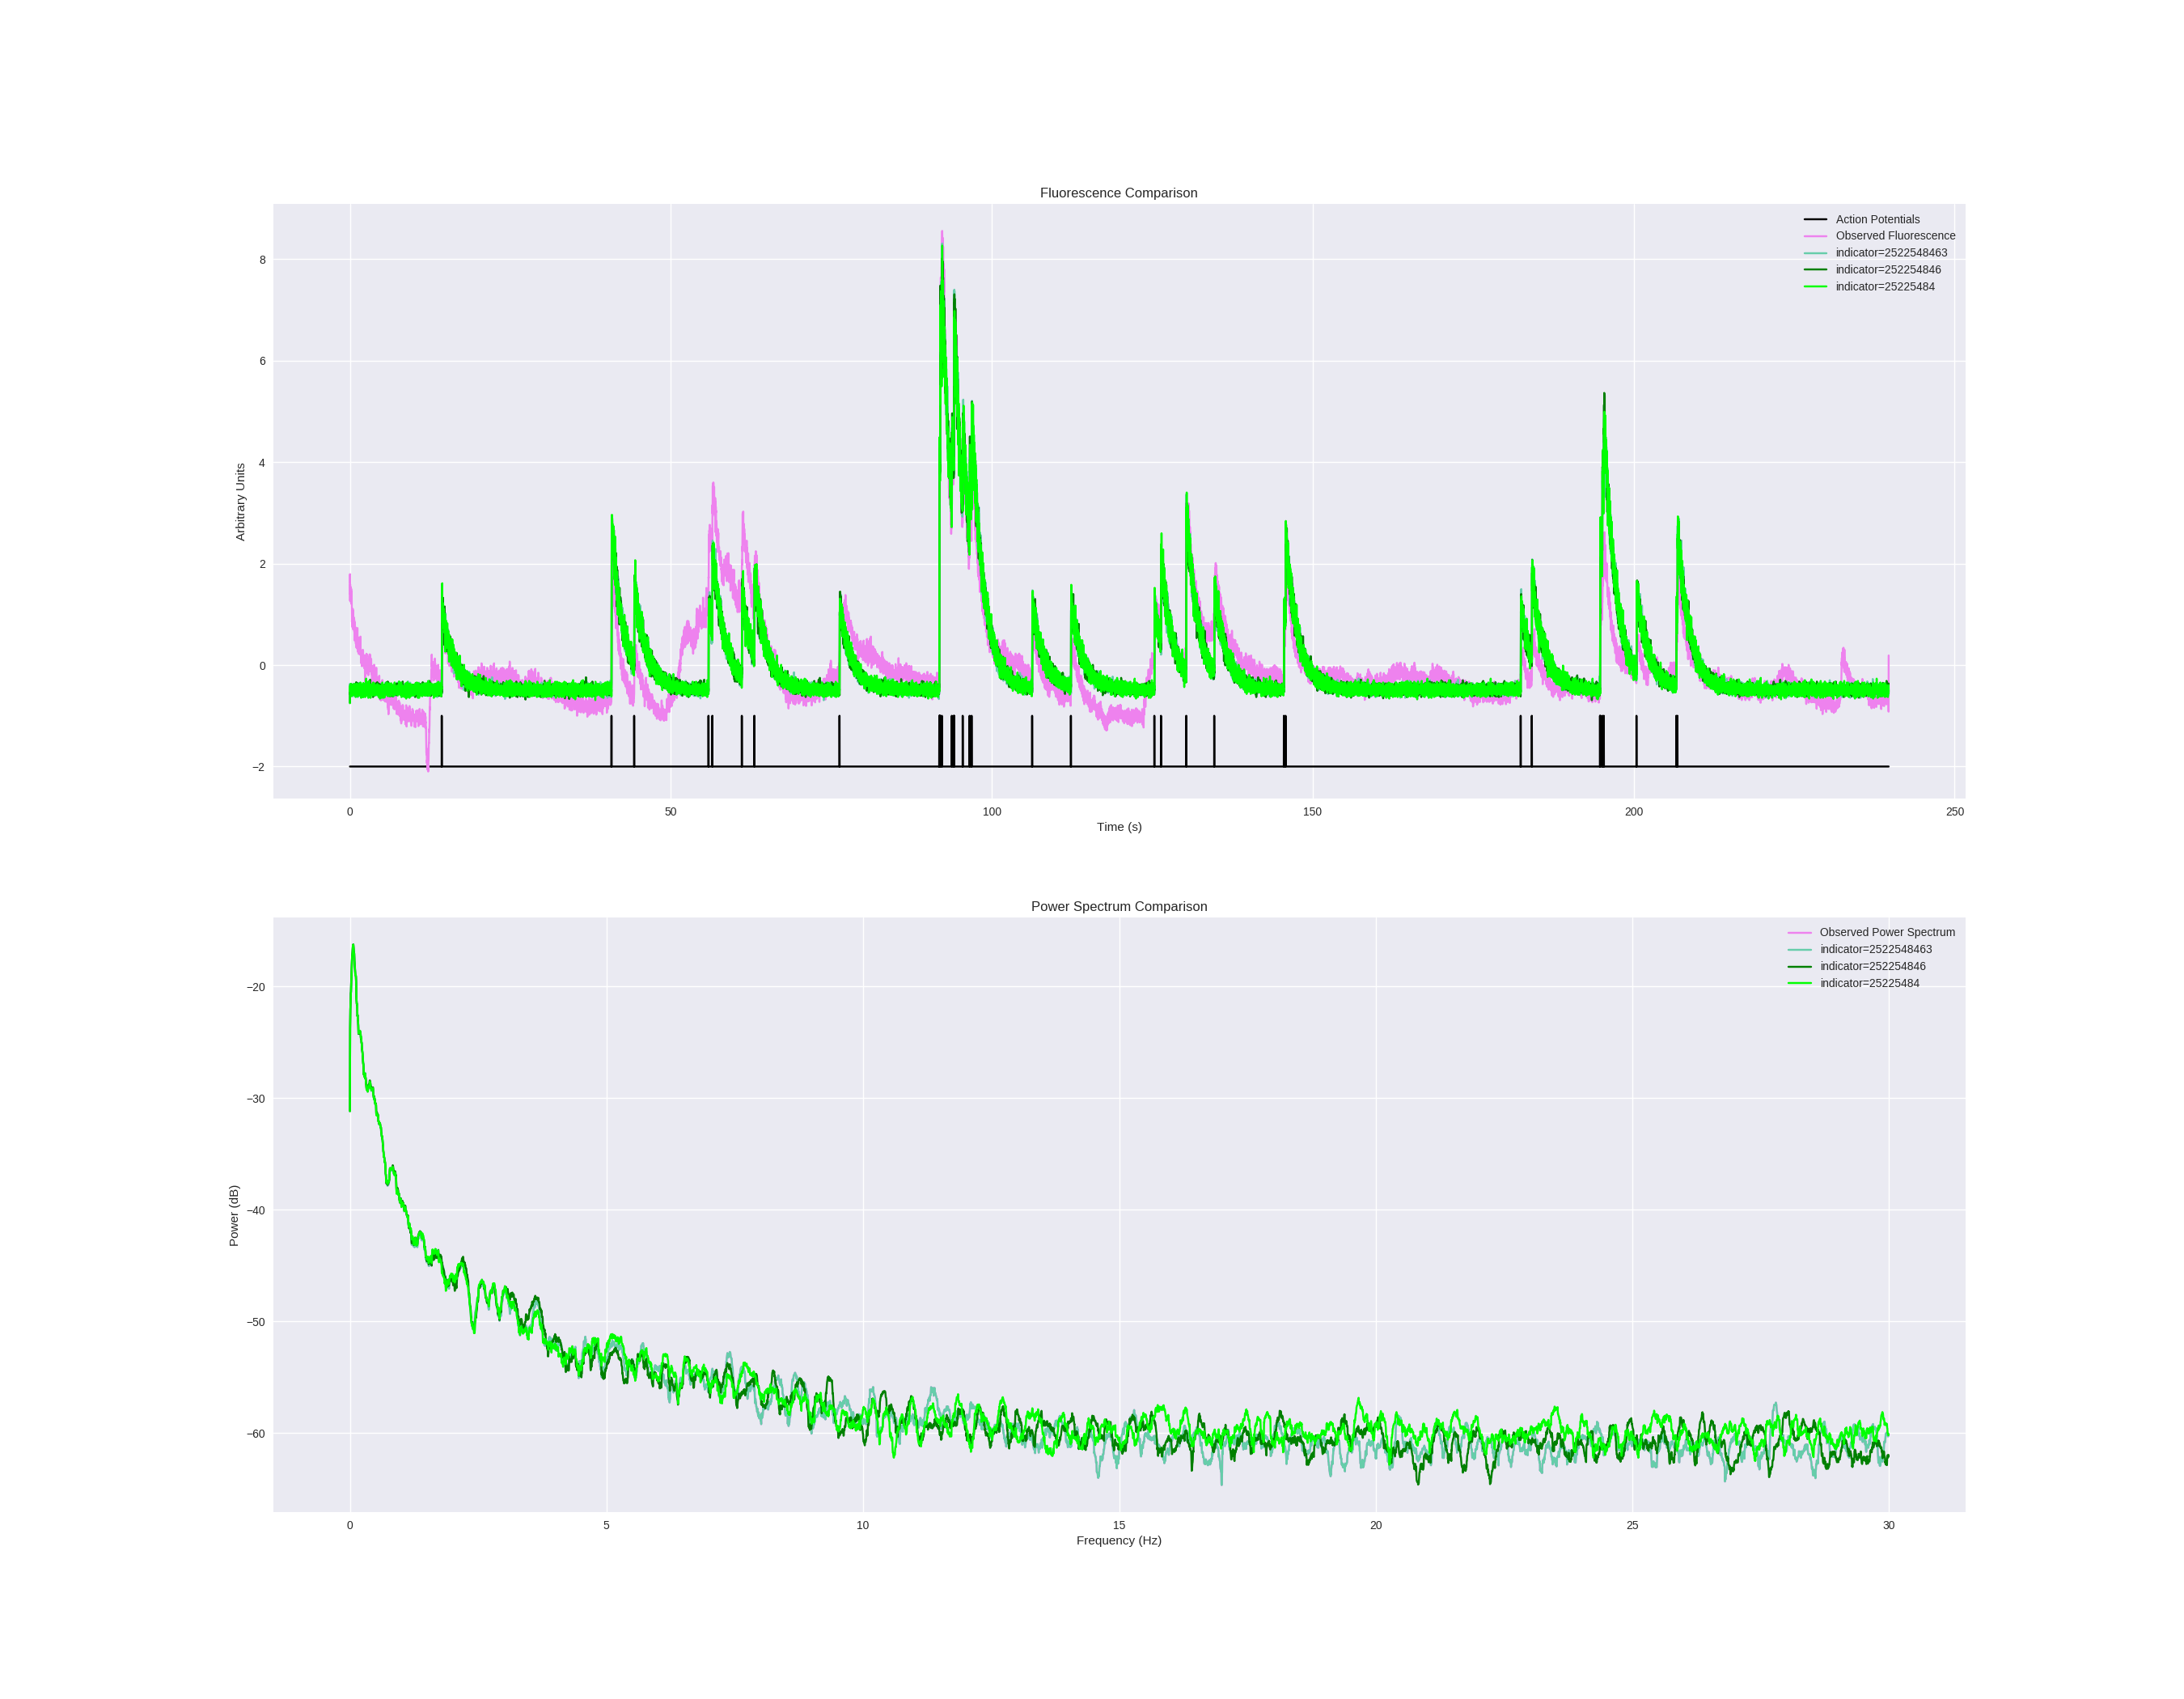 Fluorescence Comparison
Action Potentials
Observed Fluorescence
indicator=2522548463
indicator=252254846
indicator=25225484
8
6
4
2
0
−2
Arbitrary Units
0 50 100 150 200 250
Time (s)
Power Spectrum Comparison
Observed Power Spectrum
indicator=2522548463
indicator=252254846
indicator=25225484
−20
−30
−40
−50
−60
Power (dB)
0 5 10 15 20 25 30
Frequency (Hz)